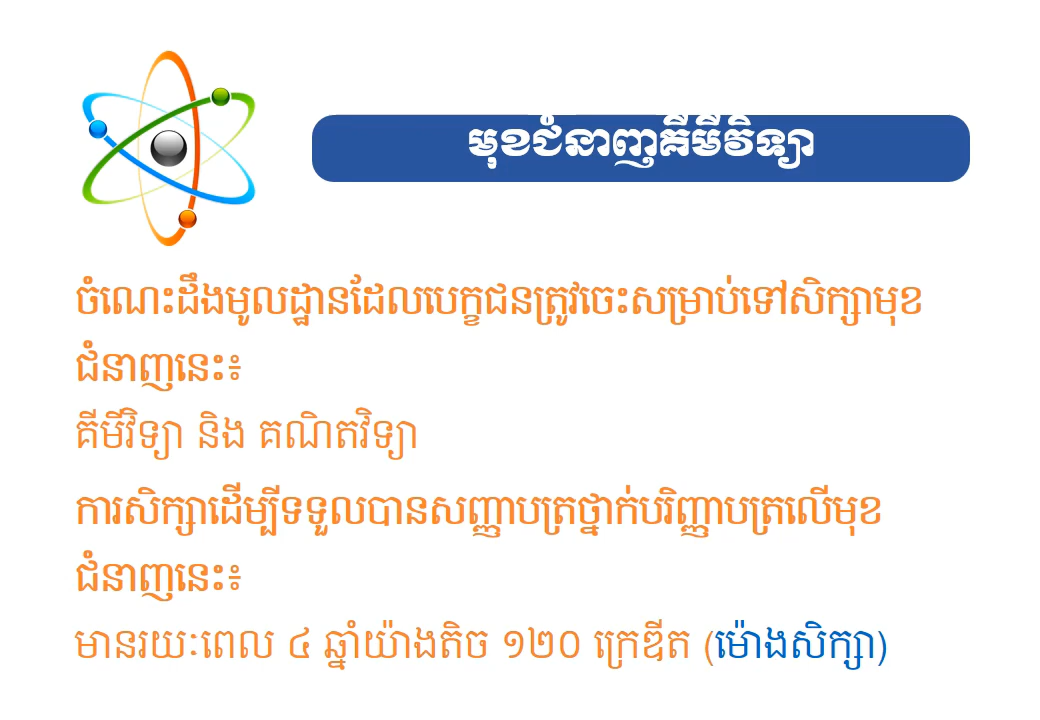 មុខជំនាញគីមីវិទ្យា
ចំណេះដឹងមូលដ្ឋានដែលបេក្ខជនត្រូវចេះសម្រាប់ទៅសិក្សាមុខ
ជំនាញនេះ៖
គីមីវិទ្យា និង គណិតវិទ្យា
ការសិក្សាដើម្បីទទួលបានសញ្ញាបត្រថ្នាក់បរិញ្ញាបត្រលើមុខ
ជំនាញនេះ៖
មានរយៈពេល ៤ ឆ្នាំយ៉ាងតិច ១២០ ក្រេឌីត (ម៉ោងសិក្សា)